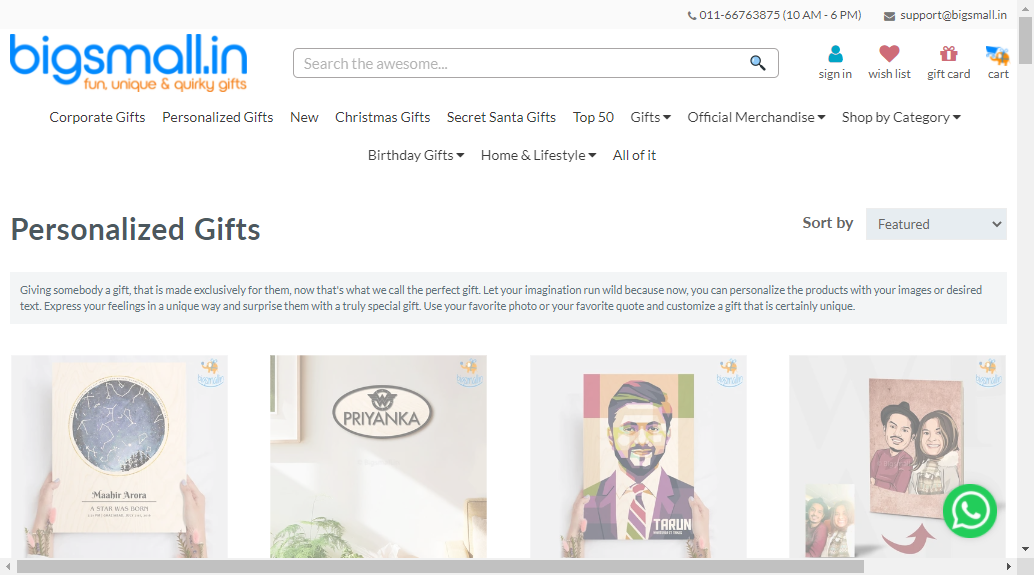 011-66763875 (10 AM - 6 PM) support@bigsmall.in
bigsmall.in
fun, unique & quirky gifts
Search the awesome...
sign in wish list gift card cart
Corporate Gifts Personalized Gifts New Christmas Gifts Secret Santa Gifts Top 50 Gifts Official Merchandise Shop by Category
Birthday Gifts Home & Lifestyle All of it
Personalized Gifts
Sort by Featured
Giving somebody a gift, that is made exclusively for them, now that's what we call the perfect gift. Let your imagination run wild because now, you can personalize the products with your images or desired
text. Express your feelings in a unique way and surprise them with a truly special gift. Use your favorite photo or your favorite quote and customize a gift that is certainly unique.
bigsmall bigsmall bigsmall bigsmall
PRIYANKA
Maahir Arora
A STAR WAS BORN
TARUN